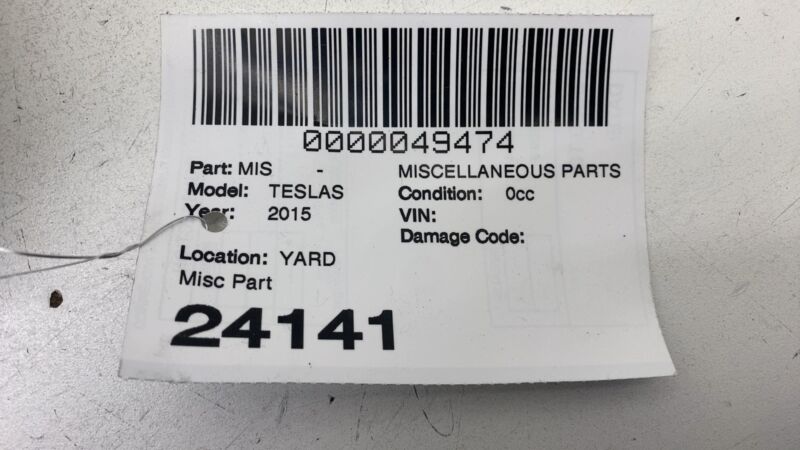 0000049474
Part: MIS - MISCELLANEOUS PARTS
Model: TESLAS Condition: 0cc
Year: 2015 VIN:
Damage Code:
Location: YARD
Misc Part
24141